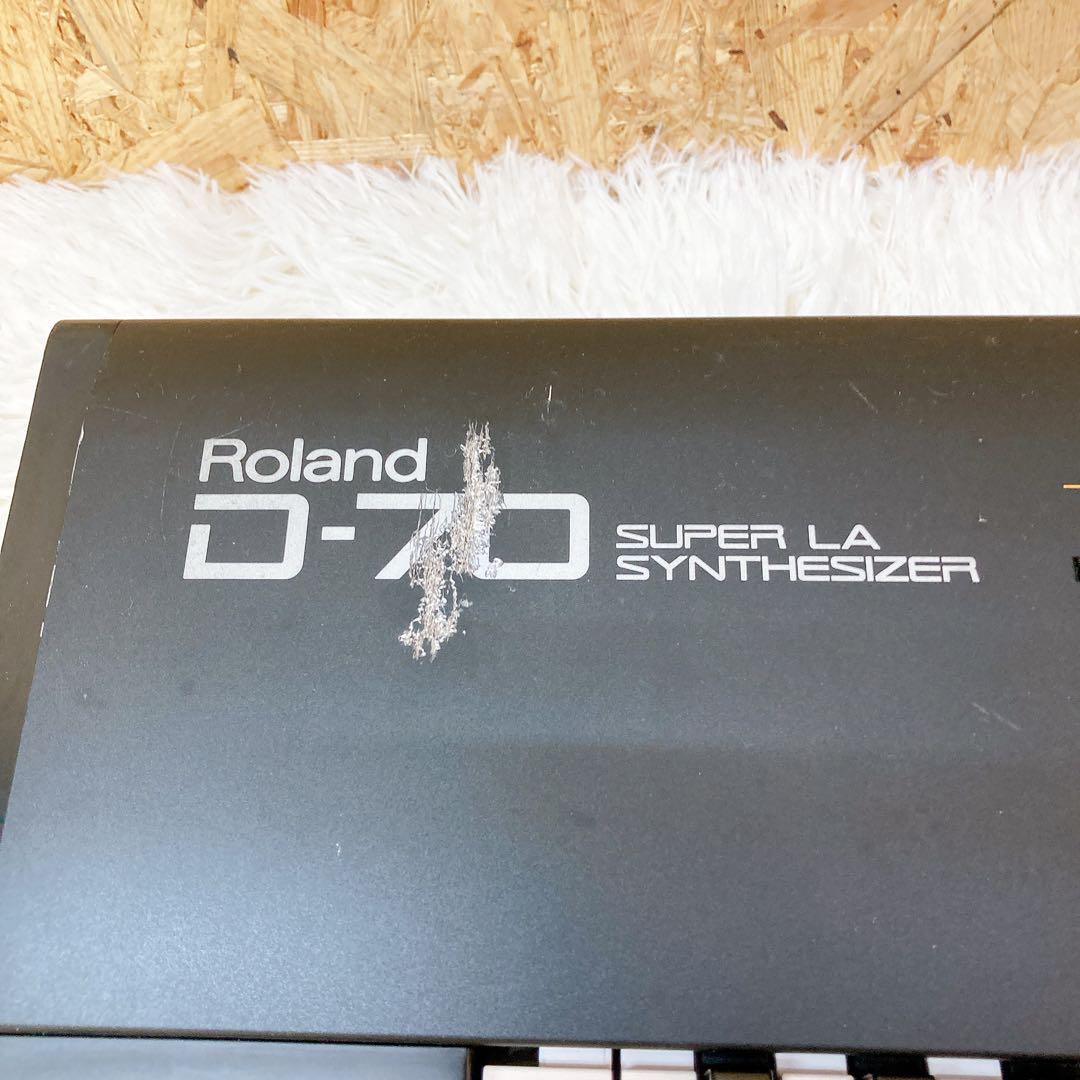 Roland
D-70
SUPER LA
SYNTHESIZER